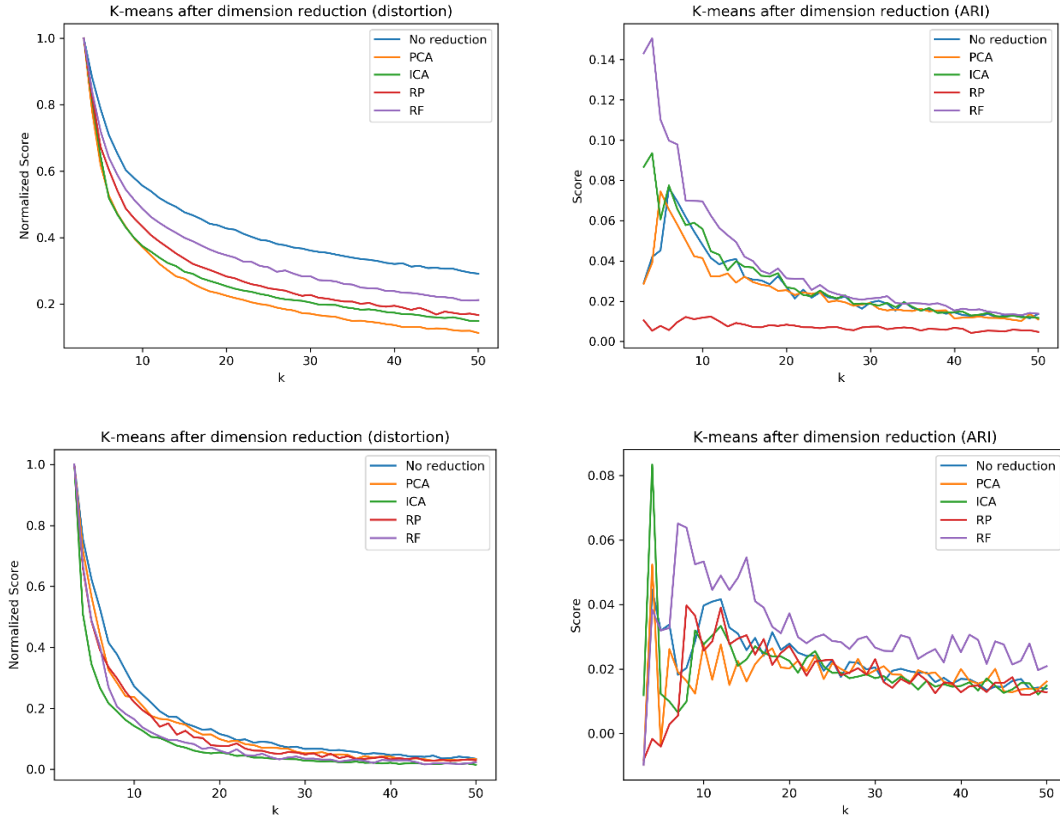 K-means after dimension reduction (distortion)
Normalized Score
1.0
0.8
0.6
0.4
0.2
No reduction
PCA
ICA
RP
RF
10
20
30
40
50
k
K-means after dimension reduction (ARI)
Score
0.14
0.12
0.10
0.08
0.06
0.04
0.02
0.00
No reduction
PCA
ICA
RP
RF
10
20
30
40
50
k
K-means after dimension reduction (distortion)
Normalized Score
1.0
0.8
0.6
0.4
0.2
0.0
No reduction
PCA
ICA
RP
RF
10
20
30
40
50
k
K-means after dimension reduction (ARI)
Score
0.08
0.06
0.04
0.02
0.00
No reduction
PCA
ICA
RP
RF
10
20
30
40
50
k